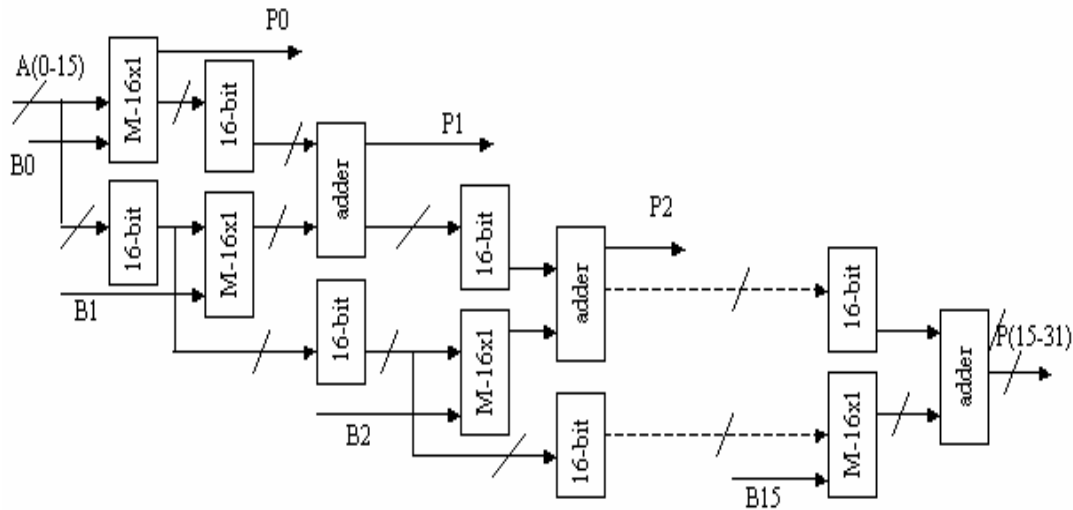 P0
A(0-15)
M-16x1
16-bit
B0
P1
adder
16-bit
M-16x1
B1
16-bit
P2
adder
16-bit
M-16x1
B2
16-bit
16-bit
P(15-31)
adder
M-16x1
B15